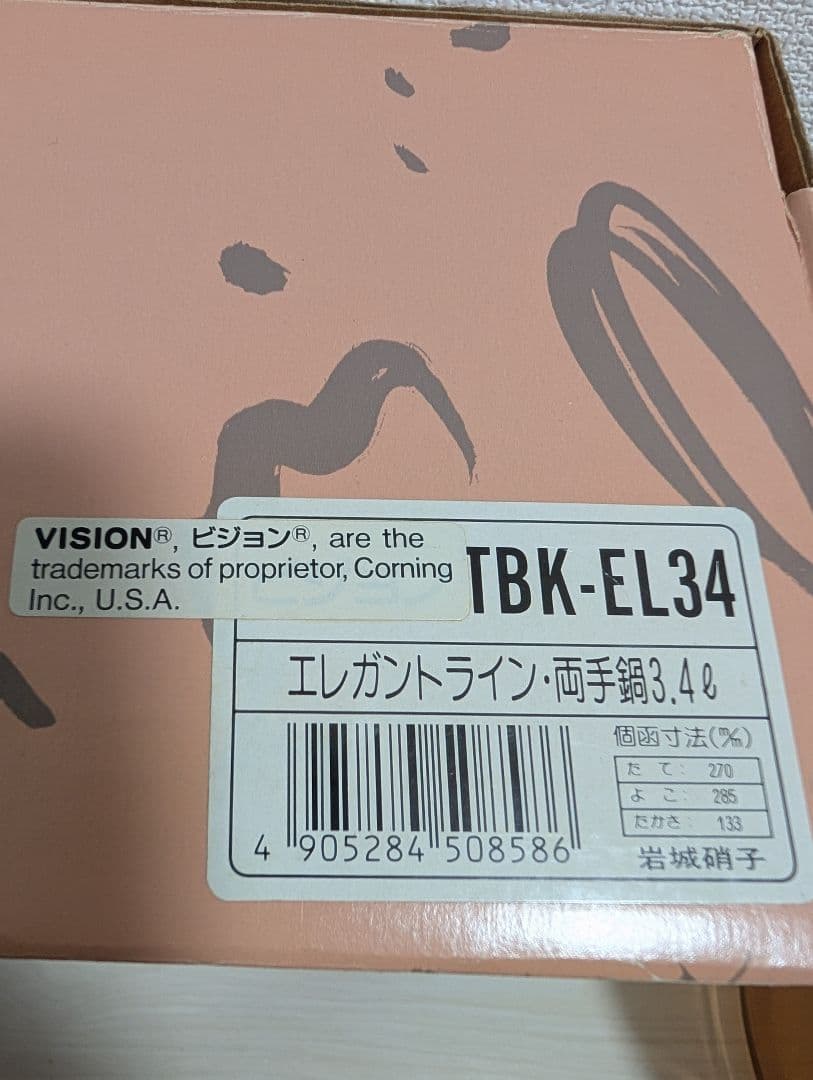 VISION®, ビジョン®, are the
trademarks of proprietor, Corning
Inc., U.S.A.
TBK-EL34
エレガントライン・両手鍋3.4ℓ
個函寸法(㎜)
たて: 270
よこ: 285
たかさ: 133
4 905284 508586
岩城硝子